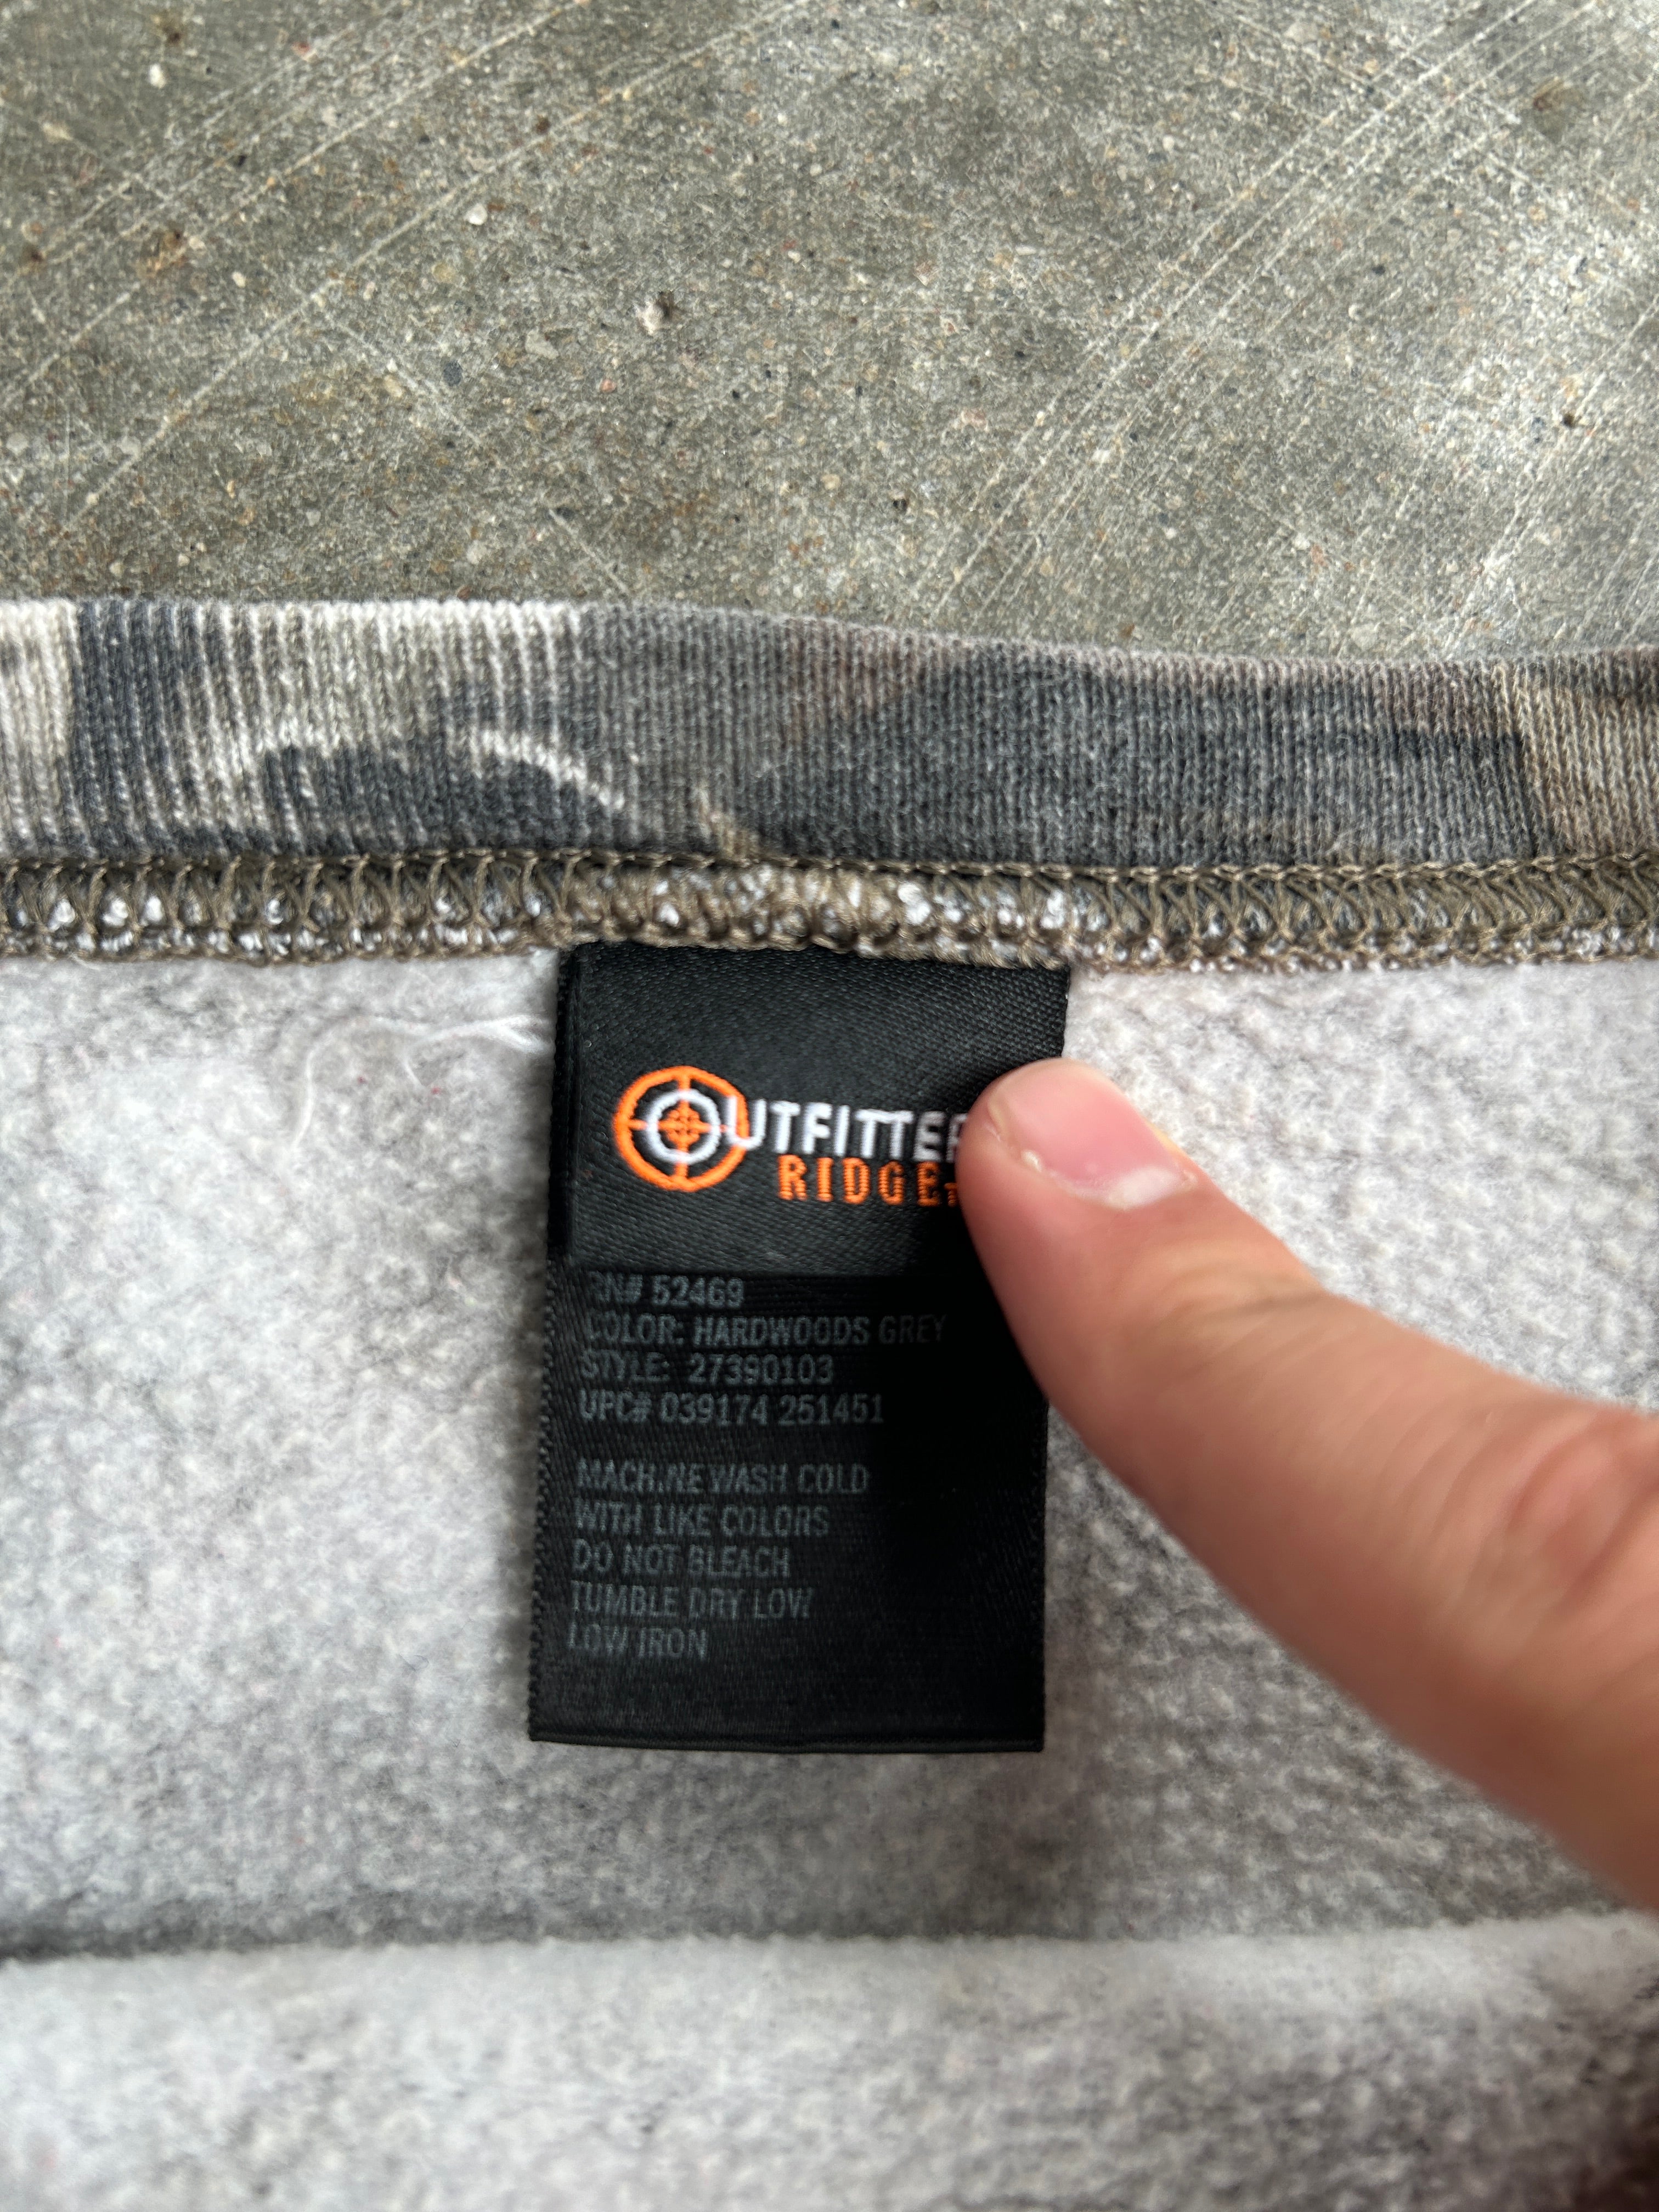 OUTFITTER
RIDGE
RN# 52469
COLOR: HARDWOODS GREY
STYLE: 27390103
UPC# 039174 251451
MACHINE WASH COLD
WITH LIKE COLORS
DO NOT BLEACH
TUMBLE DRY LOW
LOW IRON